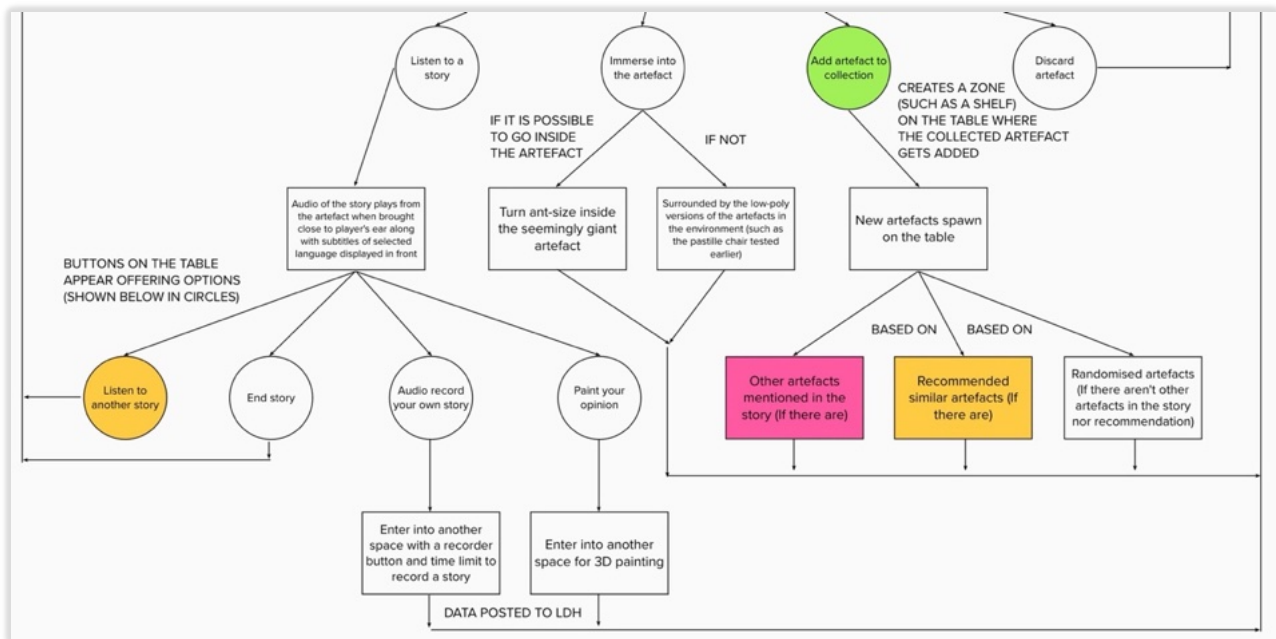 Listen to a
story
Immerse into
the artefact
Add artefact to
collection
Discard
artefact
CREATES A ZONE
(SUCH AS A SHELF)
ON THE TABLE WHERE
THE COLLECTED ARTEFACT
GETS ADDED
IF IT IS POSSIBLE
TO GO INSIDE
THE ARTEFACT
IF NOT
Audio of the story plays from
the artefact when brought
close to player's ear along
with subtitles of selected
language displayed in front
Turn ant-size inside
the seemingly giant
artefact
Surrounded by the low-poly
versions of the artefacts in
the environment (such as
the pastille chair tested
earlier)
New artefacts spawn
on the table
BUTTONS ON THE TABLE
APPEAR OFFERING OPTIONS
(SHOWN BELOW IN CIRCLES)
BASED ON
BASED ON
Listen to
another story
End story
Audio record
your own story
Paint your
opinion
Other artefacts
mentioned in the
story (If there are)
Recommended
similar artefacts (If
there are)
Randomised artefacts
(If there aren't other
artefacts in the story
nor recommendation)
Enter into another
space with a recorder
button and time limit to
record a story
Enter into another
space for 3D painting
DATA POSTED TO LDH